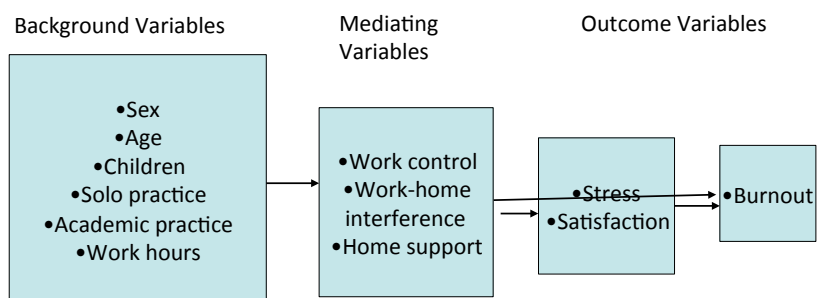 Background Variables
Mediating
Variables
Outcome Variables
•Sex
•Age
•Children
•Solo practice
•Academic practice
•Work hours
•Work control
•Work-home
interference
•Home support
•Stress
•Satisfaction
•Burnout